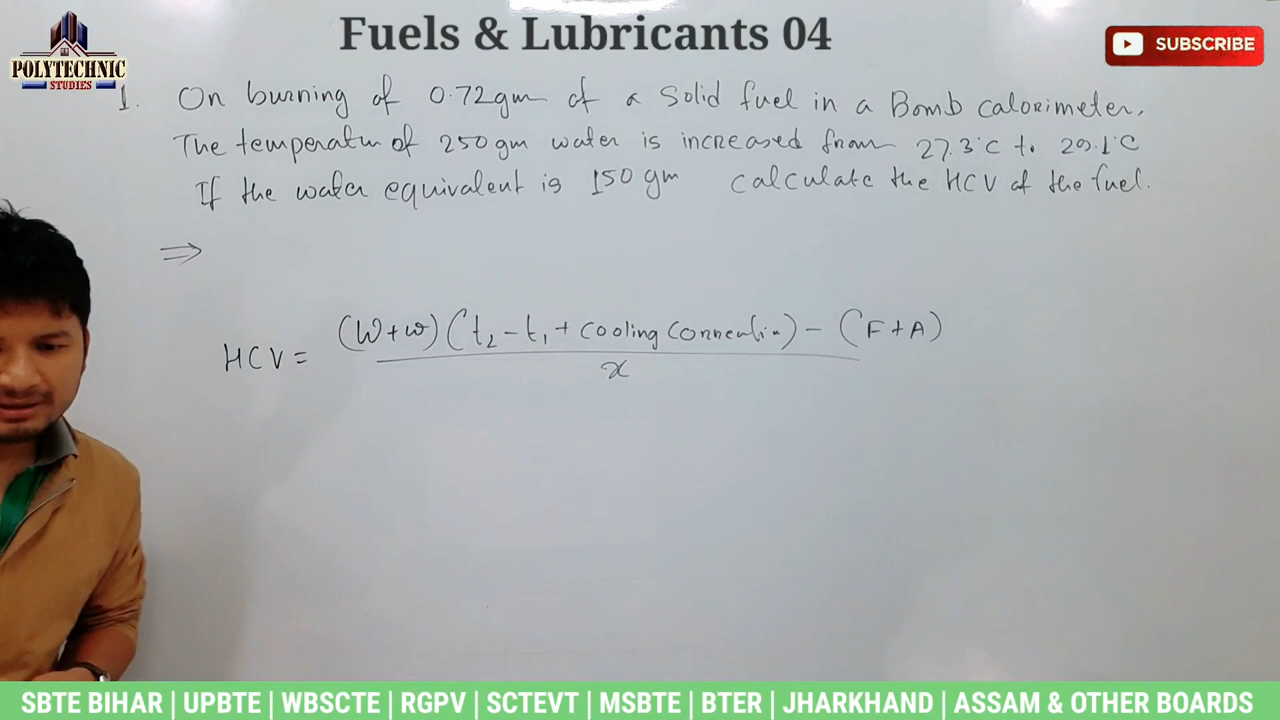 Fuels & Lubricants 04
POLYTECHNIC
STUDIES
SUBSCRIBE
1. On burning of 0.72gm of a solid fuel in a Bomb calorimeter.
The temperatur of 250 gm water is increased from 27.3°C to 29.1°C
If the water equivalent is 150 gm calculate the HCV of the fuel.
⇒
HCV = (W+w)(t₂-t₁+cooling correction) - (F+A)
x
SBTE BIHAR | UPBTE | WBSCTE | RGPV | SCTEVT | MSBTE | BTER | JHARKHAND | ASSAM & OTHER BOARDS